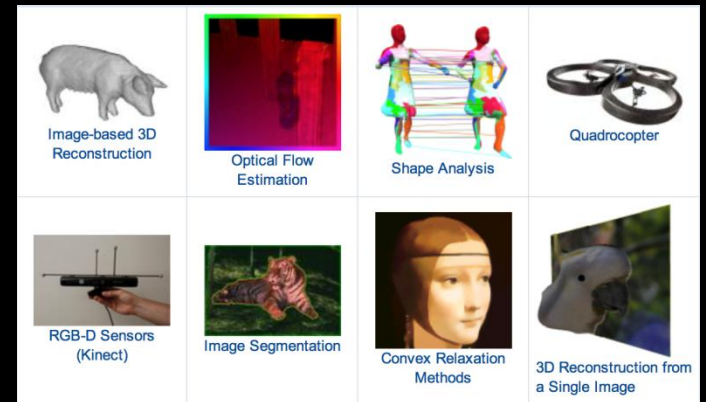 Image-based 3D
Reconstruction
Optical Flow
Estimation
Shape Analysis
Quadrocopter
RGB-D Sensors
(Kinect)
Image Segmentation
Convex Relaxation
Methods
3D Reconstruction from
a Single Image